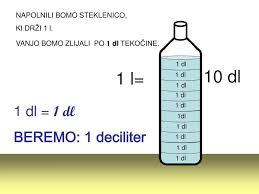 NAPOLNILI BOMO STEKLENICO,
KI DRŽI 1 l.
VANJO BOMO ZLIJALI PO 1 dl TEKOČINE.
1 l=
10 dl
1 dl
1 dl
1 dl
1 dl
1 dl
1dl
1 dl
1 dl
1 dl
1 dl
1 dl = 1 dl
BEREMO: 1 deciliter